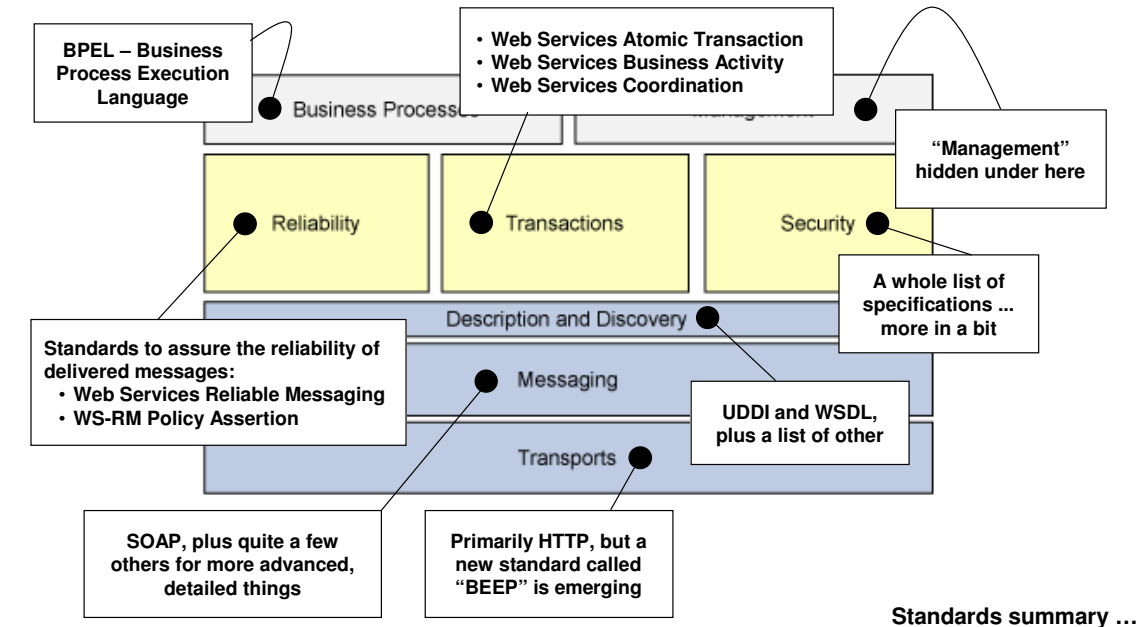 BPEL – Business
Process Execution
Language
• Web Services Atomic Transaction
• Web Services Business Activity
• Web Services Coordination
Business Processes
Management
“Management”
hidden under here
Reliability
Transactions
Security
A whole list of
specifications ...
more in a bit
Description and Discovery
Standards to assure the reliability of
delivered messages:
• Web Services Reliable Messaging
• WS-RM Policy Assertion
Messaging
UDDI and WSDL,
plus a list of other
Transports
SOAP, plus quite a few
others for more advanced,
detailed things
Primarily HTTP, but a
new standard called
“BEEP” is emerging
Standards summary …